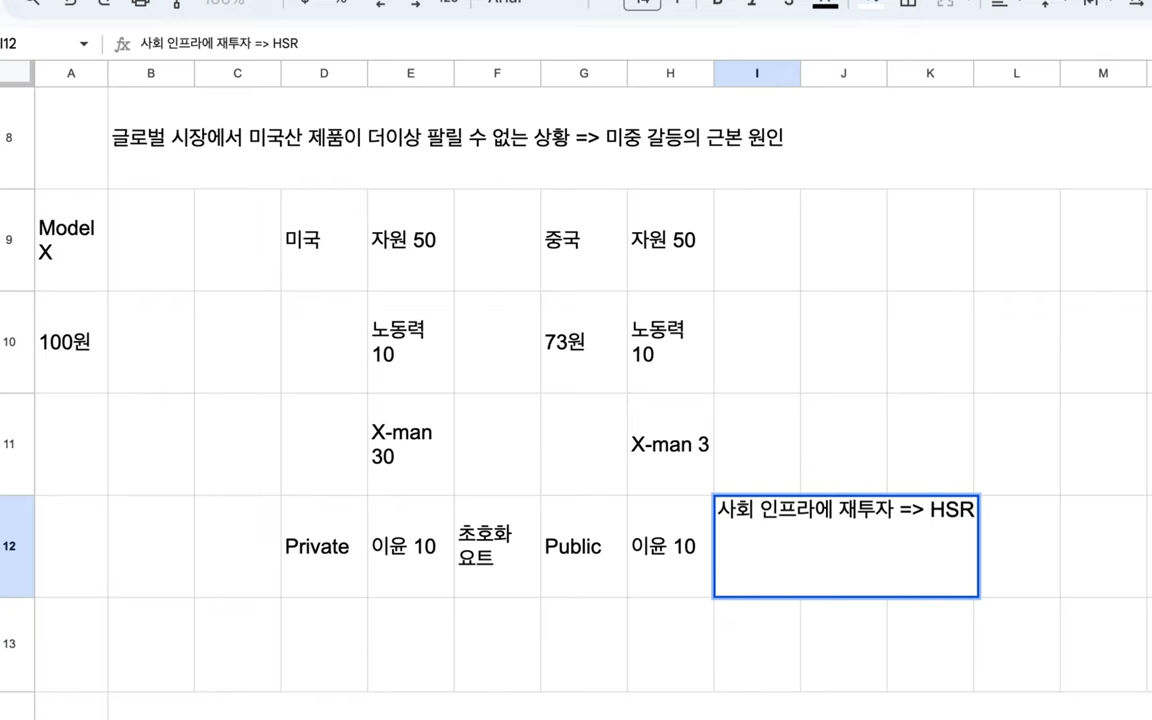 I12
사회 인프라에 재투자 => HSR
A B C D E F G H I J K L M
8
글로벌 시장에서 미국산 제품이 더이상 팔릴 수 없는 상황 => 미중 갈등의 근본 원인
9
Model
X
미국
자원 50
중국
자원 50
10
100원
노동력
10
73원
노동력
10
11
X-man
30
X-man 3
12
Private
이윤 10
초호화
요트
Public
이윤 10
사회 인프라에 재투자 => HSR
13